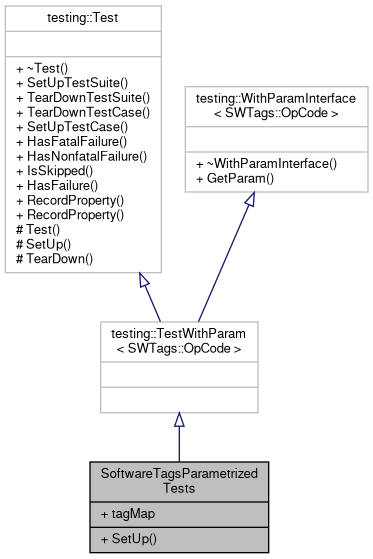 testing::Test
+ ~Test()
+ SetUpTestSuite()
+ TearDownTestSuite()
+ TearDownTestCase()
+ SetUpTestCase()
+ HasFatalFailure()
+ HasNonfatalFailure()
+ IsSkipped()
+ HasFailure()
+ RecordProperty()
+ RecordProperty()
# Test()
# SetUp()
# TearDown()
testing::WithParamInterface
< SWTags::OpCode >
+ ~WithParamInterface()
+ GetParam()
testing::TestWithParam
< SWTags::OpCode >
SoftwareTagsParametrized
Tests
+ tagMap
+ SetUp()